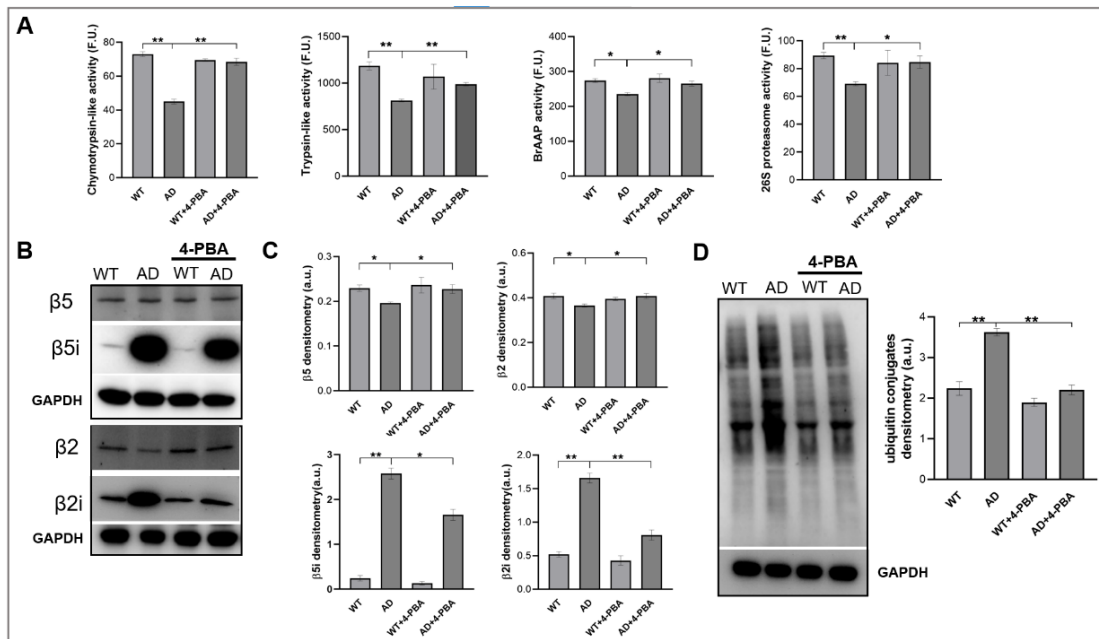 A
Chymotrypsin-like activity (F.U.)
80
60
40
20
0
** **
WT
AD
WT+4-PBA
AD+4-PBA
Trypsin-like activity (F.U.)
1500
1000
500
0
** **
WT
AD
WT+4-PBA
AD+4-PBA
BrAAP activity (F.U.)
400
300
200
100
0
* *
WT
AD
WT+4-PBA
AD+4-PBA
26S proteasome activity (F.U.)
100
80
60
40
20
0
** *
WT
AD
WT+4-PBA
AD+4-PBA
B
4-PBA
WT AD WT AD
β5
β5i
GAPDH
β2
β2i
GAPDH
C
β5 densitometry (a.u.)
0.3
0.2
0.1
0.0
* *
WT
AD
WT+4-PBA
AD+4-PBA
β2 densitometry (a.u.)
0.6
0.4
0.2
0.0
* *
WT
AD
WT+4-PBA
AD+4-PBA
β5i densitometry(a.u.)
3
2
1
0
** *
WT
AD
WT+4-PBA
AD+4-PBA
β2i densitometry(a.u.)
2.0
1.5
1.0
0.5
0.0
** **
WT
AD
WT+4-PBA
AD+4-PBA
D
4-PBA
WT AD WT AD
GAPDH
ubiquitin conjugates
densitometry (a.u.)
4
3
2
1
0
** **
WT
AD
WT+4-PBA
AD+4-PBA